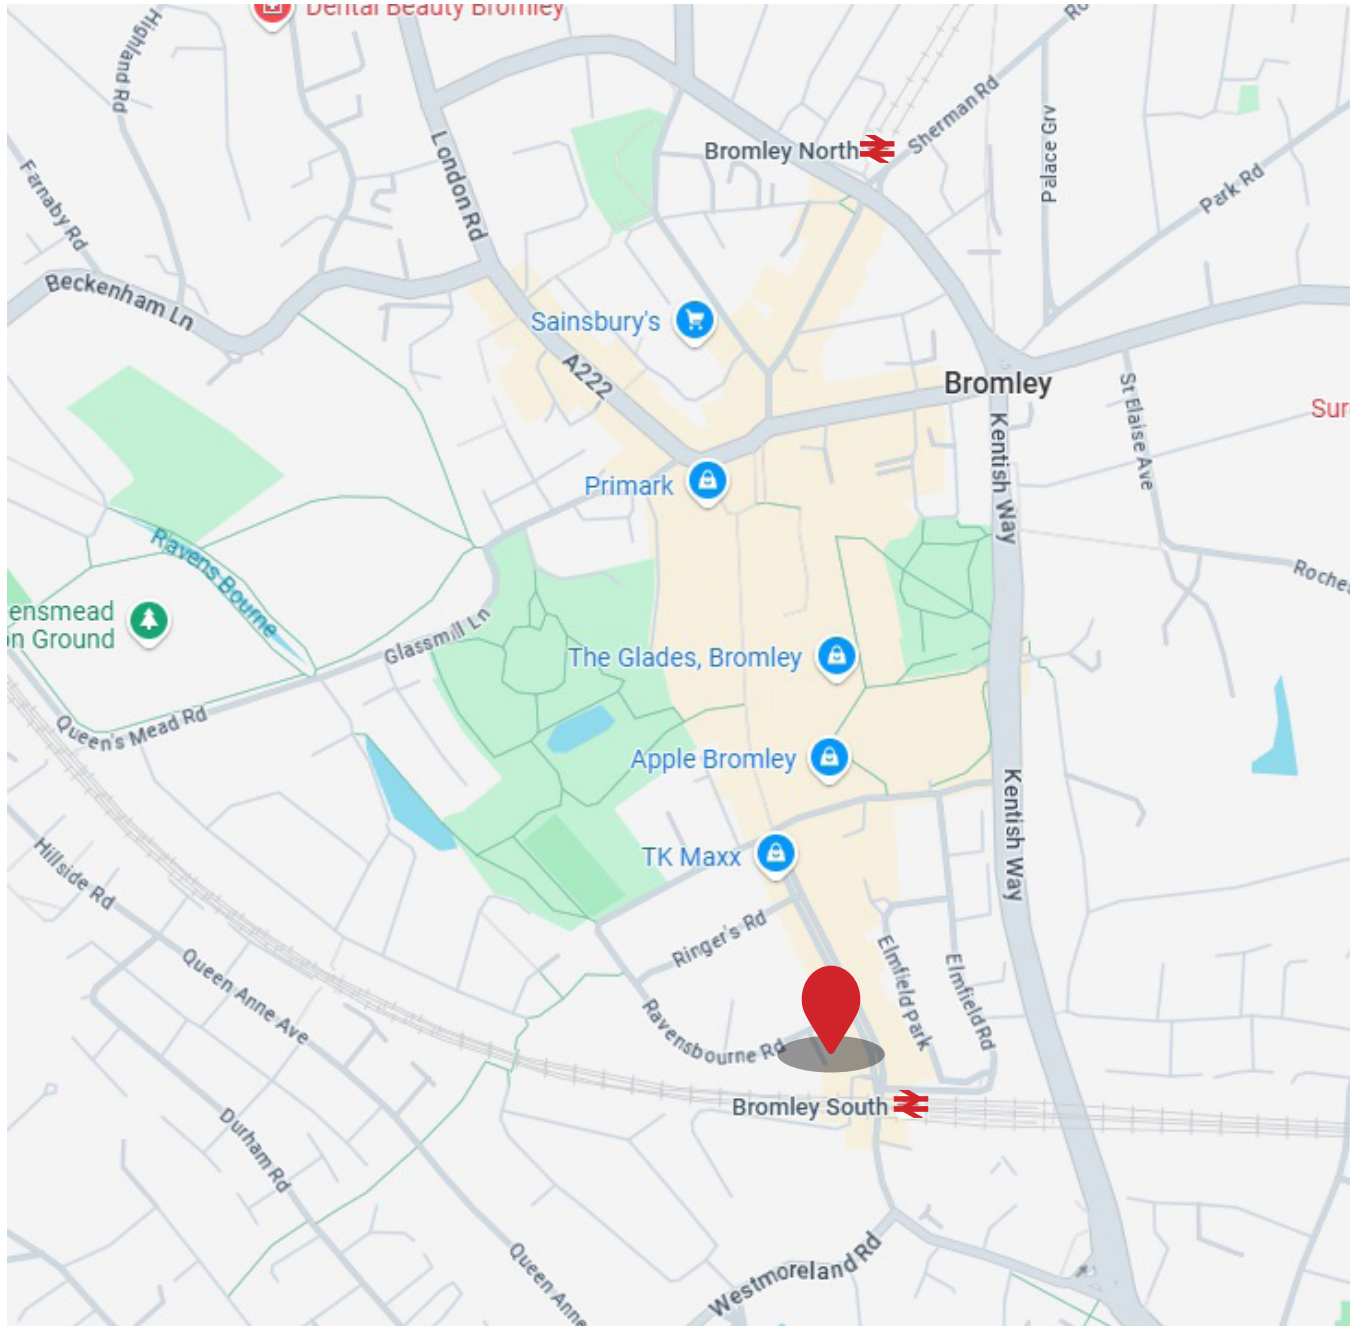 Dental Beauty Bromley
Highland Rd
London Rd
Bromley North
Sherman Rd
Palace Grv
Park Rd
Farnaby Rd
Beckenham Ln
Sainsbury's
A222
Bromley
St Blaise Ave
Kentish Way
Primark
Ravens Bourne
ensmead
on Ground
Glassmill Ln
The Glades, Bromley
Queen's Mead Rd
Apple Bromley
Kentish Way
TK Maxx
Hillside Rd
Ringer's Rd
Queen Anne Ave
Elmfield Park
Elmfield Rd
Ravensbourne Rd
Bromley South
Durham Rd
Westmoreland Rd
Queen Anne